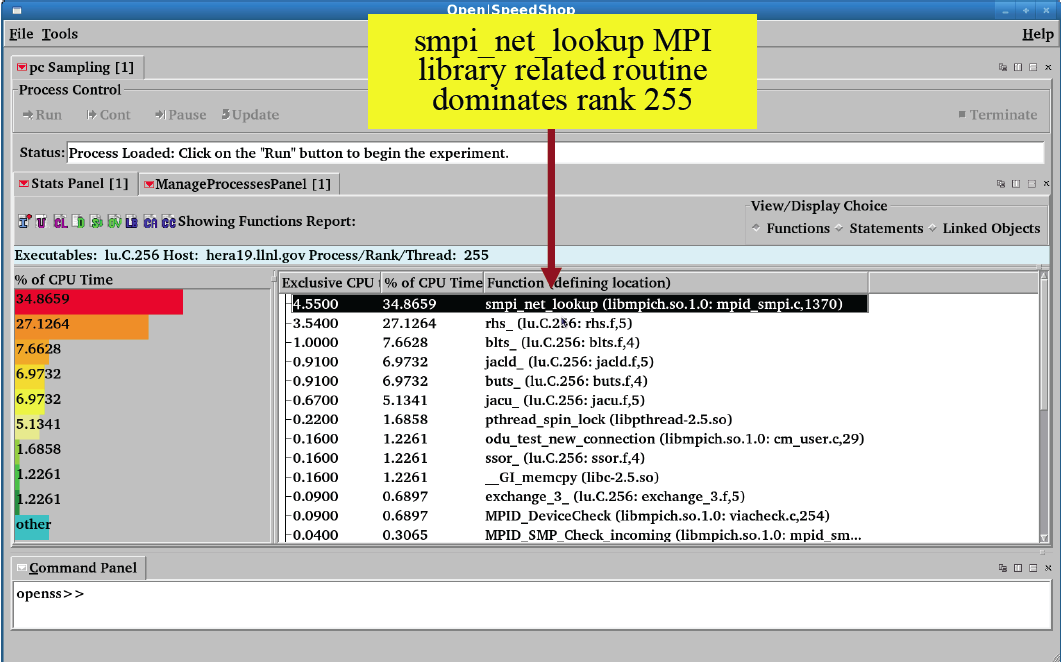 Open|SpeedShop
smpi_net_lookup MPI
library related routine
dominates rank 255
File Tools Help
pc Sampling [1]
Process Control
Run Cont Pause Update Terminate
Status: Process Loaded: Click on the "Run" button to begin the experiment.
Stats Panel [1] ManageProcessesPanel [1]
View/Display Choice
CL D LB CA CC Showing Functions Report:
Functions Statements Linked Objects
Executables: lu.C.256 Host: hera19.llnl.gov Process/Rank/Thread: 255
% of CPU Time
34.8659
27.1264
7.6628
6.9732
6.9732
5.1341
1.6858
1.2261
1.2261
other
Exclusive CPU % of CPU Time Function (defining location)
4.5500 34.8659 smpi_net_lookup (libmpich.so.1.0: mpid_smpi.c,1370)
3.5400 27.1264 rhs_ (lu.C.256: rhs.f,5)
1.0000 7.6628 blts_ (lu.C.256: blts.f,4)
0.9100 6.9732 jacld_ (lu.C.256: jacld.f,5)
0.9100 6.9732 buts_ (lu.C.256: buts.f,4)
0.6700 5.1341 jacu_ (lu.C.256: jacu.f,5)
0.2200 1.6858 pthread_spin_lock (libpthread-2.5.so)
0.1600 1.2261 odu_test_new_connection (libmpich.so.1.0: cm_user.c,29)
0.1600 1.2261 ssor_ (lu.C.256: ssor.f,4)
0.1600 1.2261 __GI_memcpy (libc-2.5.so)
0.0900 0.6897 exchange_3_ (lu.C.256: exchange_3.f,5)
0.0900 0.6897 MPID_DeviceCheck (libmpich.so.1.0: viacheck.c,254)
0.0400 0.3065 MPID_SMP_Check_incoming (libmpich.so.1.0: mpid_sm...
Command Panel
openss>>